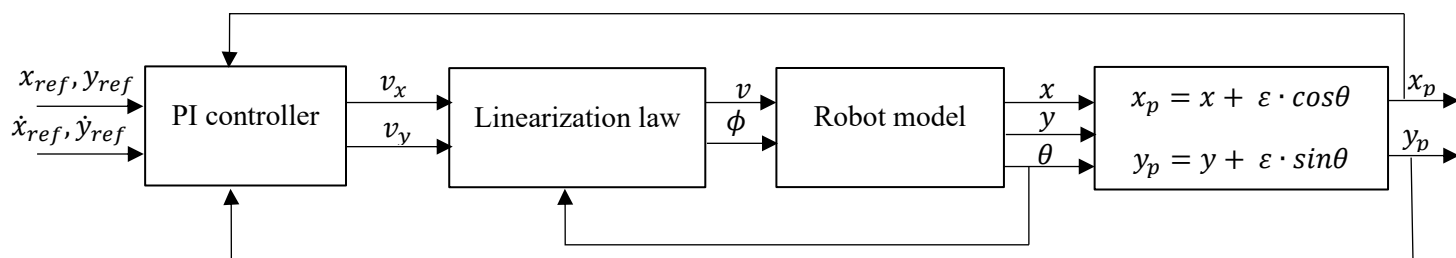 x_ref, y_ref
ẋ_ref, ẏ_ref
PI controller
v_x
v_y
Linearization law
v
ϕ
Robot model
x
y
θ
x_p = x + ε · cosθ
y_p = y + ε · sinθ
x_p
y_p